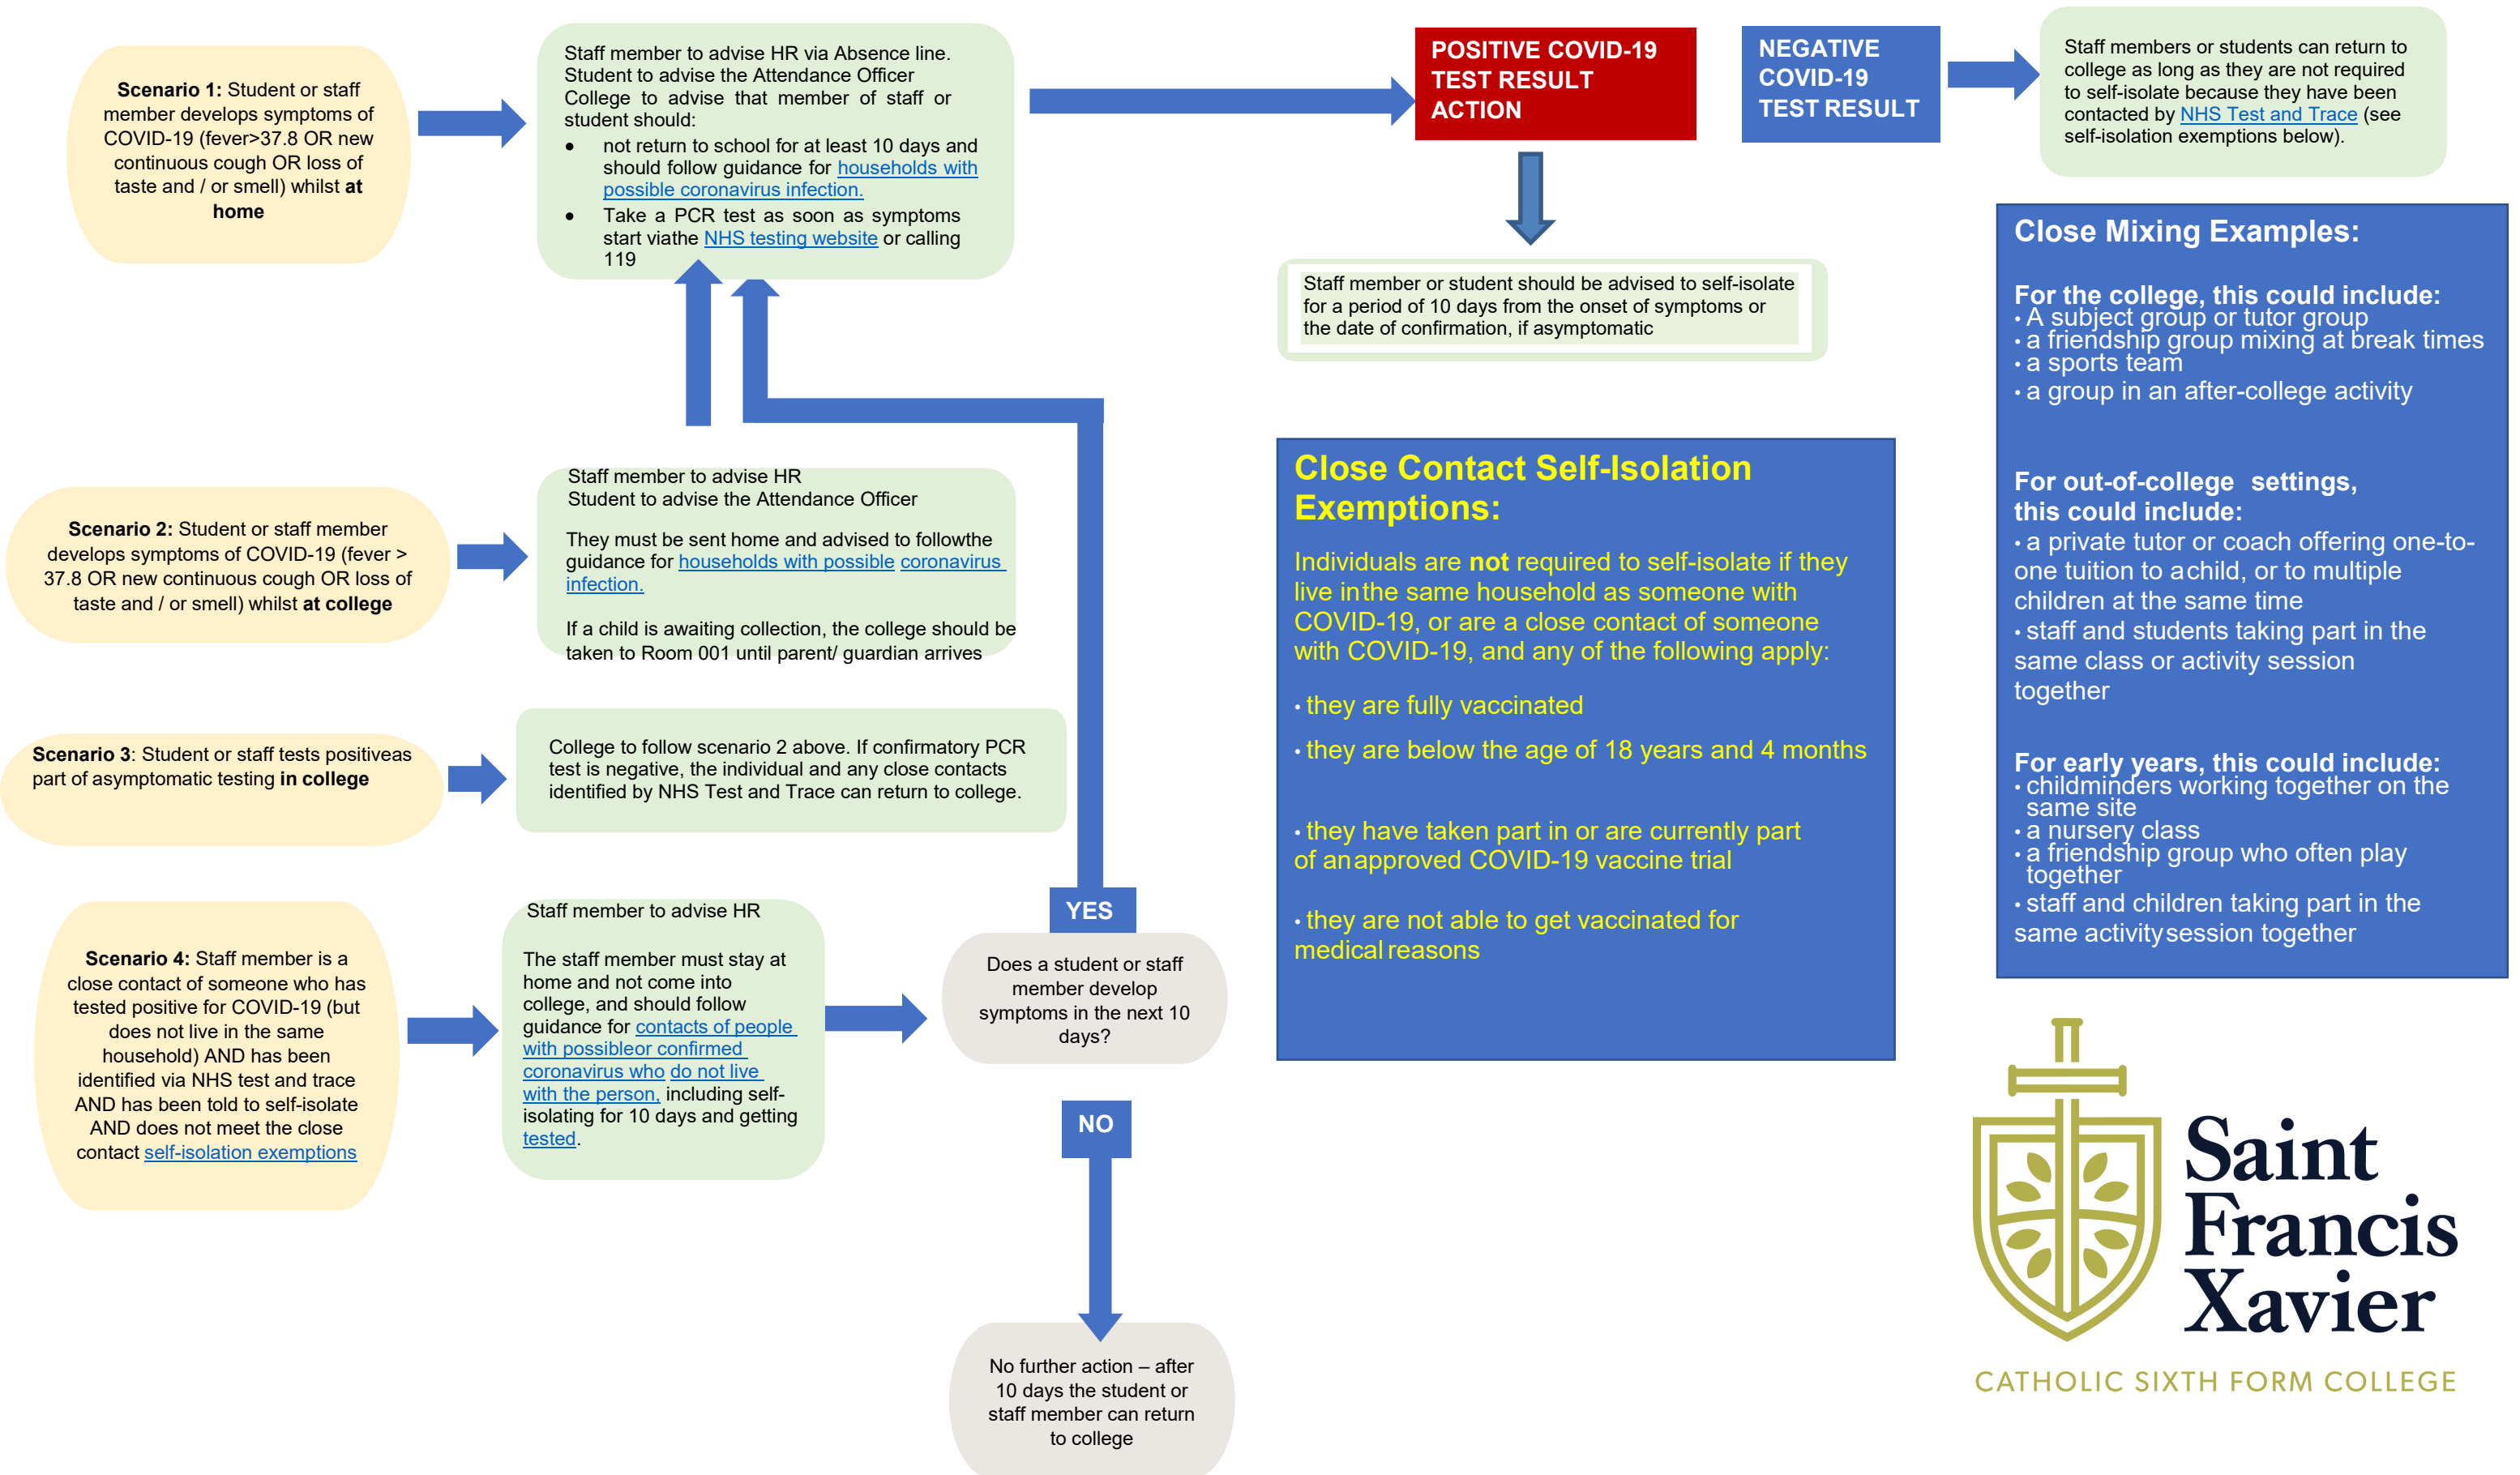 Scenario 1: Student or staff
member develops symptoms of
COVID-19 (fever>37.8 OR new
continuous cough OR loss of
taste and / or smell) whilst at
home
Staff member to advise HR via Absence line.
Student to advise the Attendance Officer
College to advise that member of staff or
student should:
● not return to school for at least 10 days and
should follow guidance for households with
possible coronavirus infection.
● Take a PCR test as soon as symptoms
start viathe NHS testing website or calling
119
POSITIVE COVID-19
TEST RESULT
ACTION
NEGATIVE
COVID-19
TEST RESULT
Staff members or students can return to
college as long as they are not required
to self-isolate because they have been
contacted by NHS Test and Trace (see
self-isolation exemptions below).
Staff member or student should be advised to self-isolate
for a period of 10 days from the onset of symptoms or
the date of confirmation, if asymptomatic
Close Mixing Examples:
For the college, this could include:
• A subject group or tutor group
• a friendship group mixing at break times
• a sports team
• a group in an after-college activity
For out-of-college settings,
this could include:
• a private tutor or coach offering one-to-
one tuition to achild, or to multiple
children at the same time
• staff and students taking part in the
same class or activity session
together
For early years, this could include:
• childminders working together on the
same site
• a nursery class
• a friendship group who often play
together
• staff and children taking part in the
same activitysession together
Scenario 2: Student or staff member
develops symptoms of COVID-19 (fever >
37.8 OR new continuous cough OR loss of
taste and / or smell) whilst at college
Staff member to advise HR
Student to advise the Attendance Officer
They must be sent home and advised to followthe
guidance for households with possible coronavirus
infection.
If a child is awaiting collection, the college should be
taken to Room 001 until parent/ guardian arrives
Close Contact Self-Isolation
Exemptions:
Individuals are not required to self-isolate if they
live inthe same household as someone with
COVID-19, or are a close contact of someone
with COVID-19, and any of the following apply:
• they are fully vaccinated
• they are below the age of 18 years and 4 months
• they have taken part in or are currently part
of anapproved COVID-19 vaccine trial
• they are not able to get vaccinated for
medical reasons
Scenario 3: Student or staff tests positiveas
part of asymptomatic testing in college
College to follow scenario 2 above. If confirmatory PCR
test is negative, the individual and any close contacts
identified by NHS Test and Trace can return to college.
Scenario 4: Staff member is a
close contact of someone who has
tested positive for COVID-19 (but
does not live in the same
household) AND has been
identified via NHS test and trace
AND has been told to self-isolate
AND does not meet the close
contact self-isolation exemptions
Staff member to advise HR
The staff member must stay at
home and not come into
college, and should follow
guidance for contacts of people
with possibleor confirmed
coronavirus who do not live
with the person, including self-
isolating for 10 days and getting
tested.
YES
Does a student or staff
member develop
symptoms in the next 10
days?
NO
No further action – after
10 days the student or
staff member can return
to college
Saint
Francis
Xavier
CATHOLIC SIXTH FORM COLLEGE